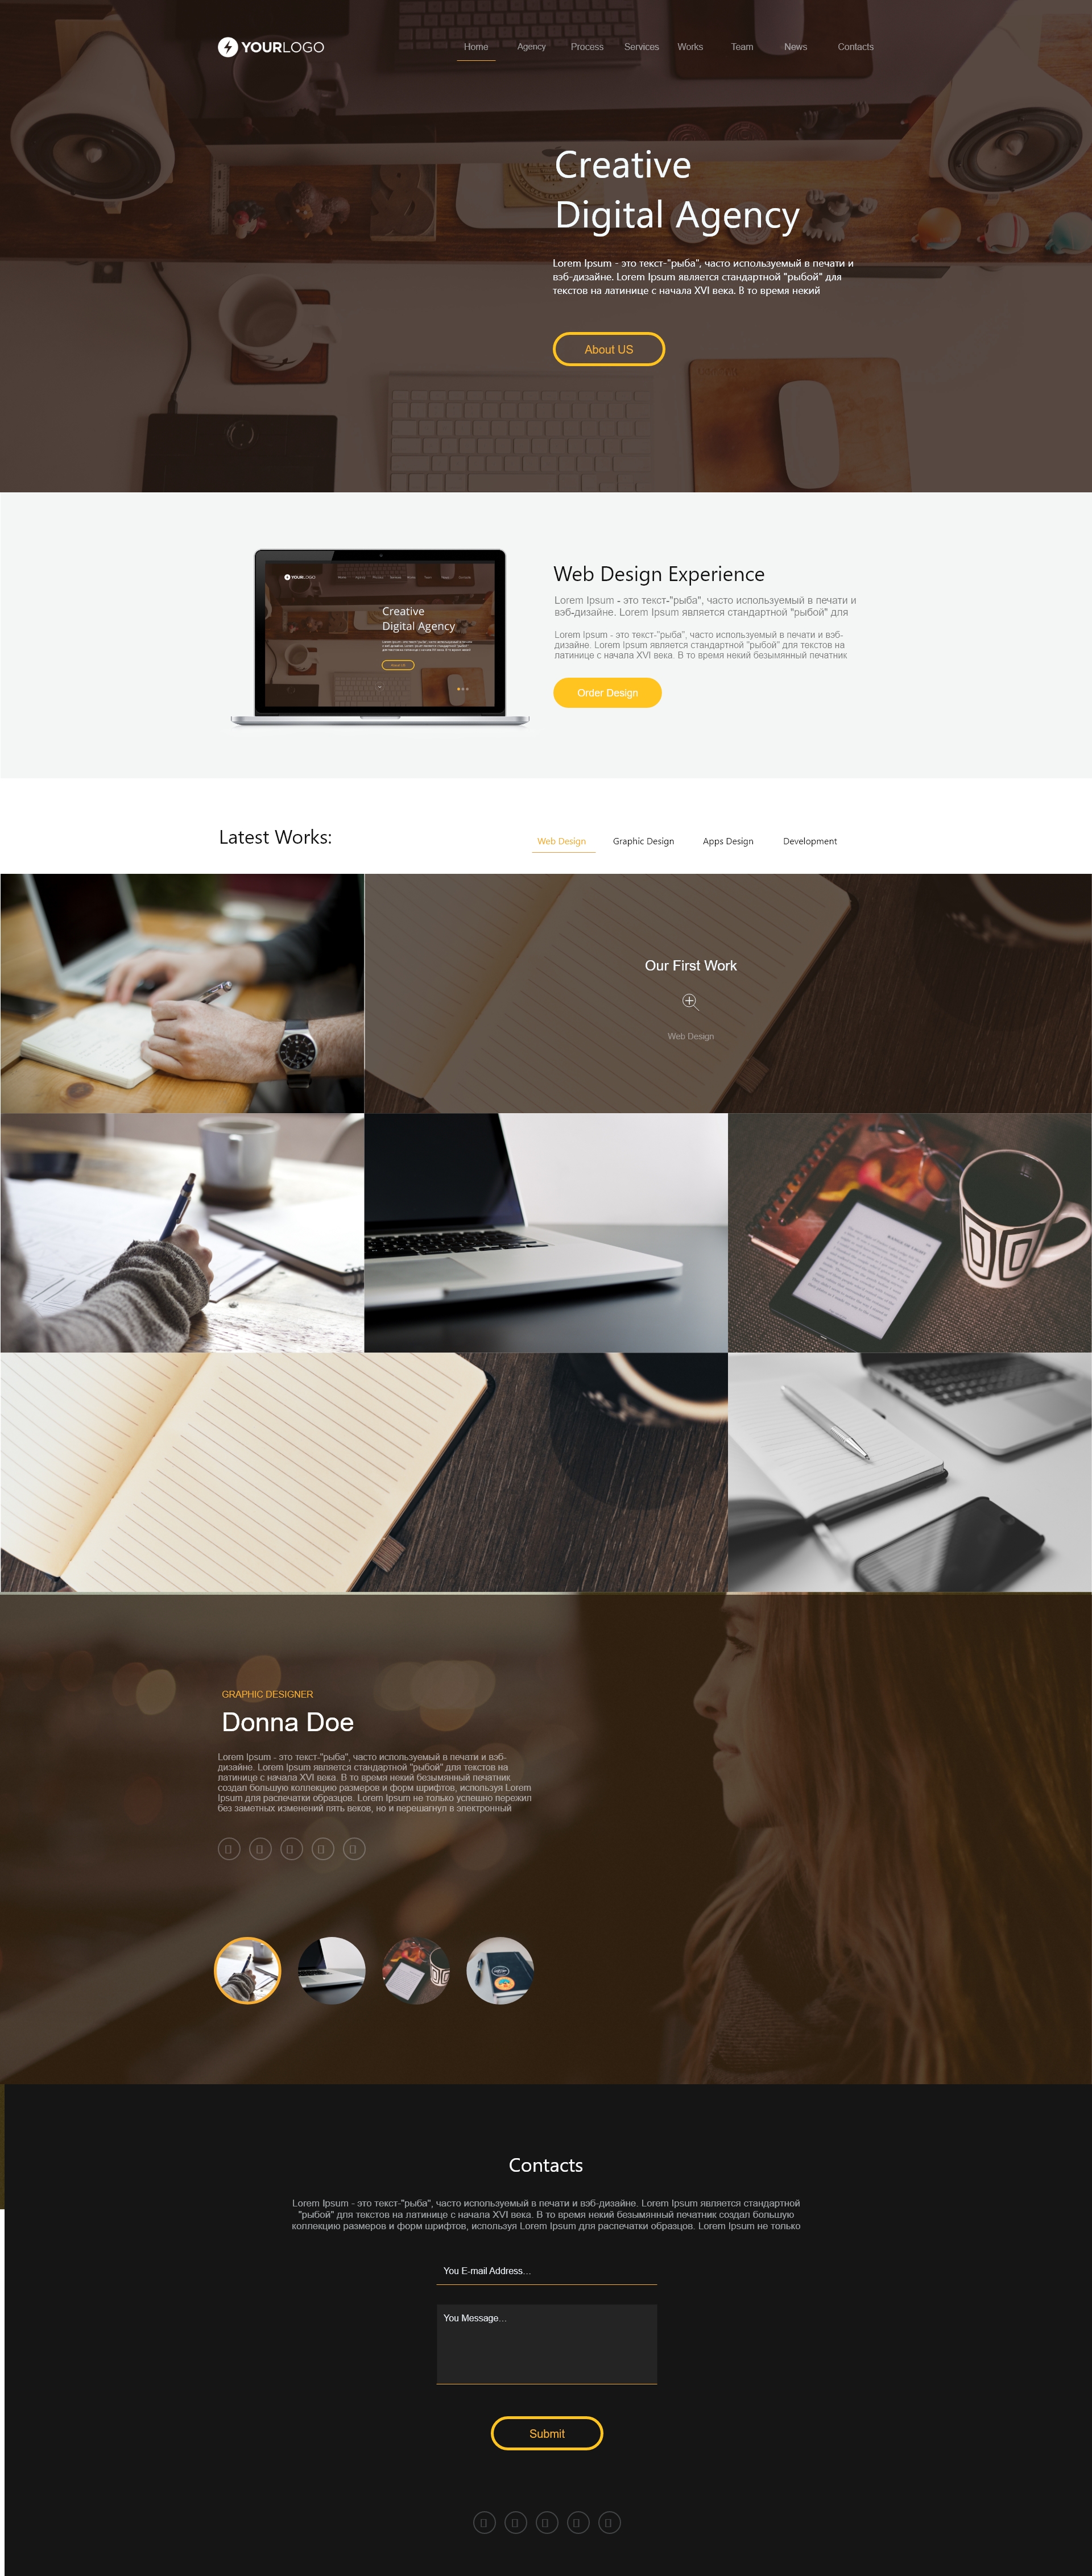 YOURLOGO
Home Agency Process Services Works Team News Contacts
Creative
Digital Agency
Lorem Ipsum - это текст-"рыба", часто используемый в печати и
вэб-дизайне. Lorem Ipsum является стандартной "рыбой" для
текстов на латинице с начала XVI века. В то время некий
About US
YOURLOGO
Creative
Digital Agency
Web Design Experience
Lorem Ipsum - это текст-"рыба", часто используемый в печати и
вэб-дизайне. Lorem Ipsum является стандартной "рыбой" для
Lorem Ipsum - это текст-"рыба", часто используемый в печати и вэб-
дизайне. Lorem Ipsum является стандартной "рыбой" для текстов на
латинице с начала XVI века. В то время некий безымянный печатник
Order Design
Latest Works:
Web Design Graphic Design Apps Design Development
Our First Work
Web Design
GRAPHIC DESIGNER
Donna Doe
Lorem Ipsum - это текст-"рыба", часто используемый в печати и вэб-
дизайне. Lorem Ipsum является стандартной "рыбой" для текстов на
латинице с начала XVI века. В то время некий безымянный печатник
создал большую коллекцию размеров и форм шрифтов, используя Lorem
Ipsum для распечатки образцов. Lorem Ipsum не только успешно пережил
без заметных изменений пять веков, но и перешагнул в электронный
Contacts
Lorem Ipsum - это текст-"рыба", часто используемый в печати и вэб-дизайне. Lorem Ipsum является стандартной
"рыбой" для текстов на латинице с начала XVI века. В то время некий безымянный печатник создал большую
коллекцию размеров и форм шрифтов, используя Lorem Ipsum для распечатки образцов. Lorem Ipsum не только
You E-mail Address...
You Message...
Submit